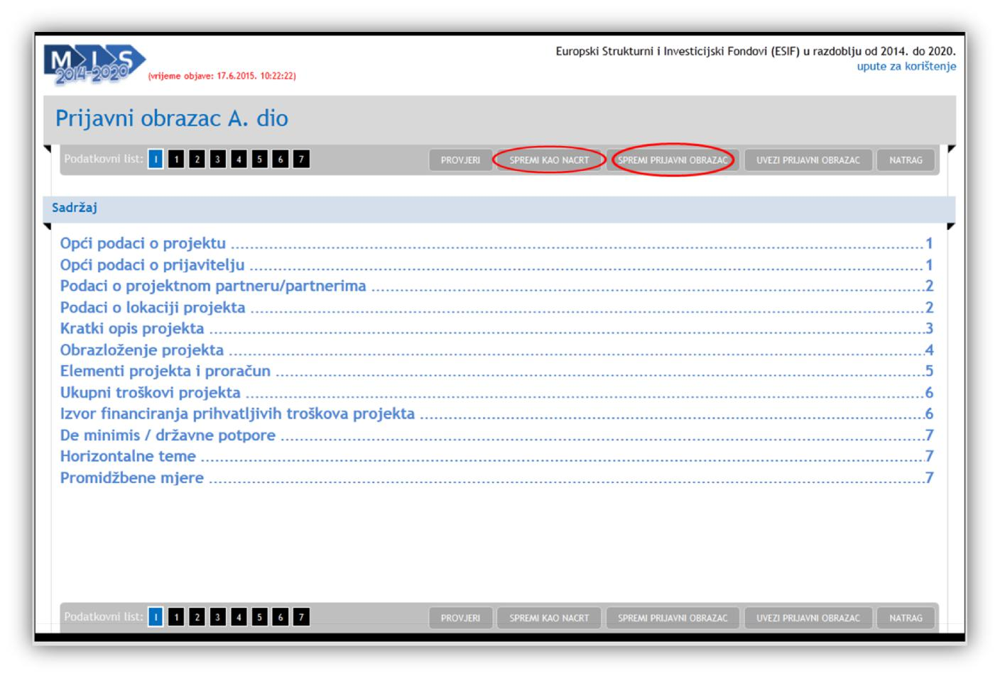 MIS
2014-2020
(vrijeme objave: 17.6.2015. 10:22:22)
Europski Strukturni i Investicijski Fondovi (ESIF) u razdoblju od 2014. do 2020.
upute za korištenje
Prijavni obrazac A. dio
Podatkovni list: I 1 2 3 4 5 6 7 PROVJERI SPREMI KAO NACRT SPREMI PRIJAVNI OBRAZAC UVEZI PRIJAVNI OBRAZAC NATRAG
Sadržaj
Opći podaci o projektu ........ 1
Opći podaci o prijavitelju ........ 1
Podaci o projektnom partneru/partnerima ........ 2
Podaci o lokaciji projekta ........ 2
Kratki opis projekta ........ 3
Obrazloženje projekta ........ 4
Elementi projekta i proračun ........ 5
Ukupni troškovi projekta ........ 6
Izvor financiranja prihvatljivih troškova projekta ........ 6
De minimis / državne potpore ........ 7
Horizontalne teme ........ 7
Promidžbene mjere ........ 7
Podatkovni list: I 1 2 3 4 5 6 7 PROVJERI SPREMI KAO NACRT SPREMI PRIJAVNI OBRAZAC UVEZI PRIJAVNI OBRAZAC NATRAG